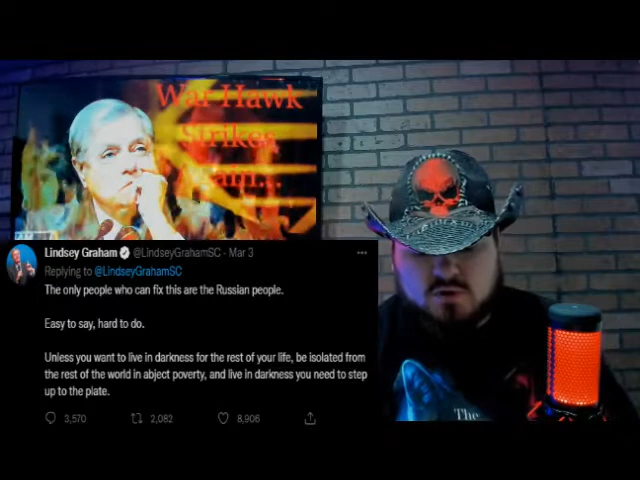 War Hawk
Strikes
Again...
Lindsey Graham @LindseyGrahamSC · Mar 3
Replying to @LindseyGrahamSC
The only people who can fix this are the Russian people.
Easy to say, hard to do.
Unless you want to live in darkness for the rest of your life, be isolated from
the rest of the world in abject poverty, and live in darkness you need to step
up to the plate.
3,570 2,082 8,906
The